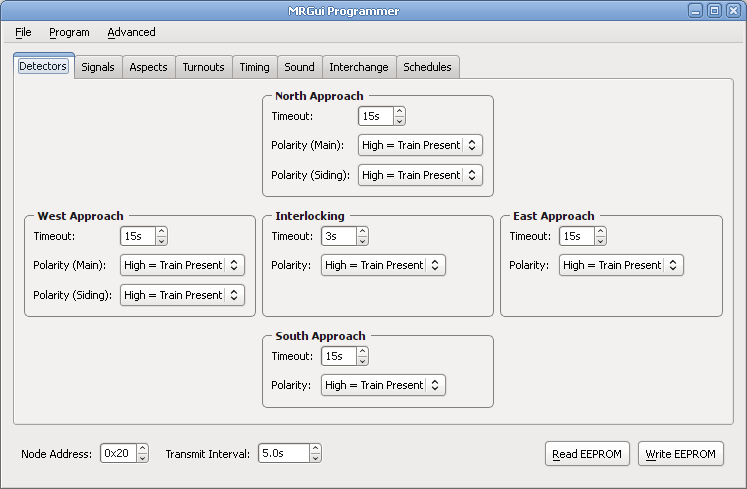 MRGui Programmer
File Program Advanced
Detectors Signals Aspects Turnouts Timing Sound Interchange Schedules
North Approach
Timeout: 15s
Polarity (Main): High = Train Present
Polarity (Siding): High = Train Present
West Approach
Timeout: 15s
Polarity (Main): High = Train Present
Polarity (Siding): High = Train Present
Interlocking
Timeout: 3s
Polarity: High = Train Present
East Approach
Timeout: 15s
Polarity: High = Train Present
South Approach
Timeout: 15s
Polarity: High = Train Present
Node Address: 0x20 Transmit Interval: 5.0s Read EEPROM Write EEPROM